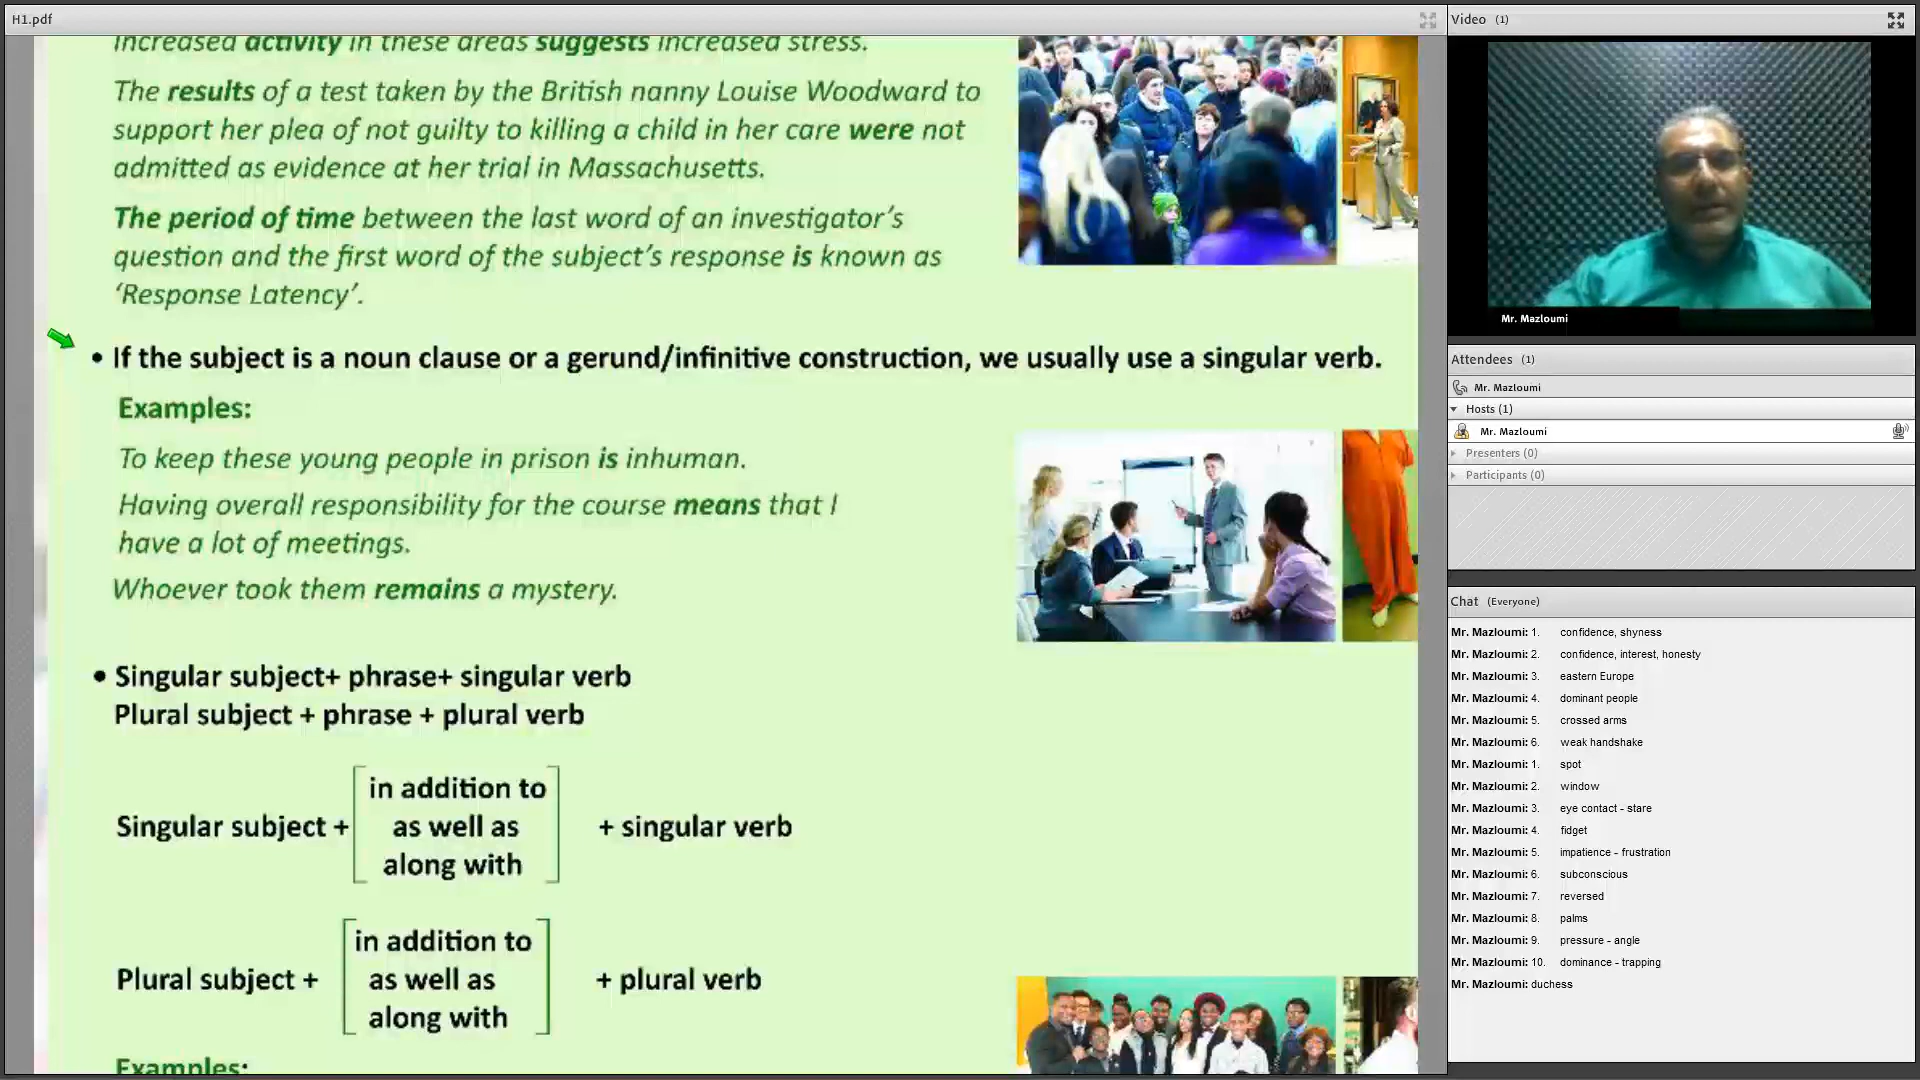 H1.pdf
Increased activity in these areas suggests increased stress.
The results of a test taken by the British nanny Louise Woodward to
support her plea of not guilty to killing a child in her care were not
admitted as evidence at her trial in Massachusetts.
The period of time between the last word of an investigator's
question and the first word of the subject's response is known as
'Response Latency'.
• If the subject is a noun clause or a gerund/infinitive construction, we usually use a singular verb.
Examples:
To keep these young people in prison is inhuman.
Having overall responsibility for the course means that I
have a lot of meetings.
Whoever took them remains a mystery.
• Singular subject+ phrase+ singular verb
Plural subject + phrase + plural verb
in addition to
Singular subject + as well as + singular verb
along with
in addition to
Plural subject + as well as + plural verb
along with
Examples:
Video (1)
Mr. Mazloumi
Attendees (1)
Mr. Mazloumi
Hosts (1)
Mr. Mazloumi
Presenters (0)
Participants (0)
Chat (Everyone)
Mr. Mazloumi: 1. confidence, shyness
Mr. Mazloumi: 2. confidence, interest, honesty
Mr. Mazloumi: 3. eastern Europe
Mr. Mazloumi: 4. dominant people
Mr. Mazloumi: 5. crossed arms
Mr. Mazloumi: 6. weak handshake
Mr. Mazloumi: 1. spot
Mr. Mazloumi: 2. window
Mr. Mazloumi: 3. eye contact - stare
Mr. Mazloumi: 4. fidget
Mr. Mazloumi: 5. impatience - frustration
Mr. Mazloumi: 6. subconscious
Mr. Mazloumi: 7. reversed
Mr. Mazloumi: 8. palms
Mr. Mazloumi: 9. pressure - angle
Mr. Mazloumi: 10. dominance - trapping
Mr. Mazloumi: duchess